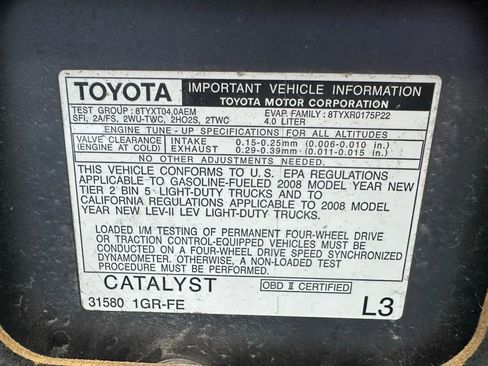 TOYOTA
IMPORTANT VEHICLE INFORMATION
TOYOTA MOTOR CORPORATION
TEST GROUP : 8TYXT04.0AEM
EVAP. FAMILY : 8TYXR0175P22
SFI, 2A/FS, 2WU-TWC, 2HO2S, 2TWC
4.0 LITER
ENGINE TUNE - UP SPECIFICATIONS FOR ALL ALTITUDES
VALVE CLEARANCE INTAKE 0.15-0.25mm (0.006-0.010 in.)
(ENGINE AT COLD) EXHAUST 0.29-0.39mm (0.011-0.015 in.)
NO OTHER ADJUSTMENTS NEEDED.
THIS VEHICLE CONFORMS TO U.S. EPA REGULATIONS
APPLICABLE TO GASOLINE-FUELED 2008 MODEL YEAR NEW
TIER 2 BIN 5 LIGHT-DUTY TRUCKS AND TO
CALIFORNIA REGULATIONS APPLICABLE TO 2008 MODEL
YEAR NEW LEV-II LEV LIGHT-DUTY TRUCKS.
LOADED I/M TESTING OF PERMANENT FOUR-WHEEL DRIVE
OR TRACTION CONTROL-EQUIPPED VEHICLES MUST BE
CONDUCTED ON A FOUR-WHEEL DRIVE SPEED SYNCHRONIZED
DYNAMOMETER. OTHERWISE, A NON-LOADED TEST
PROCEDURE MUST BE PERFORMED.
CATALYST
OBD II CERTIFIED
31580 1GR-FE
L3